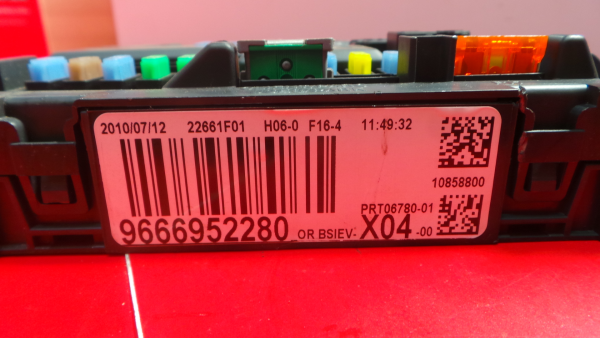 2010/07/12 22661F01 H06-0 F16-4 11:49:32
10858800
PRT06780-01
9666952280 OR BSIEV- X04 -00